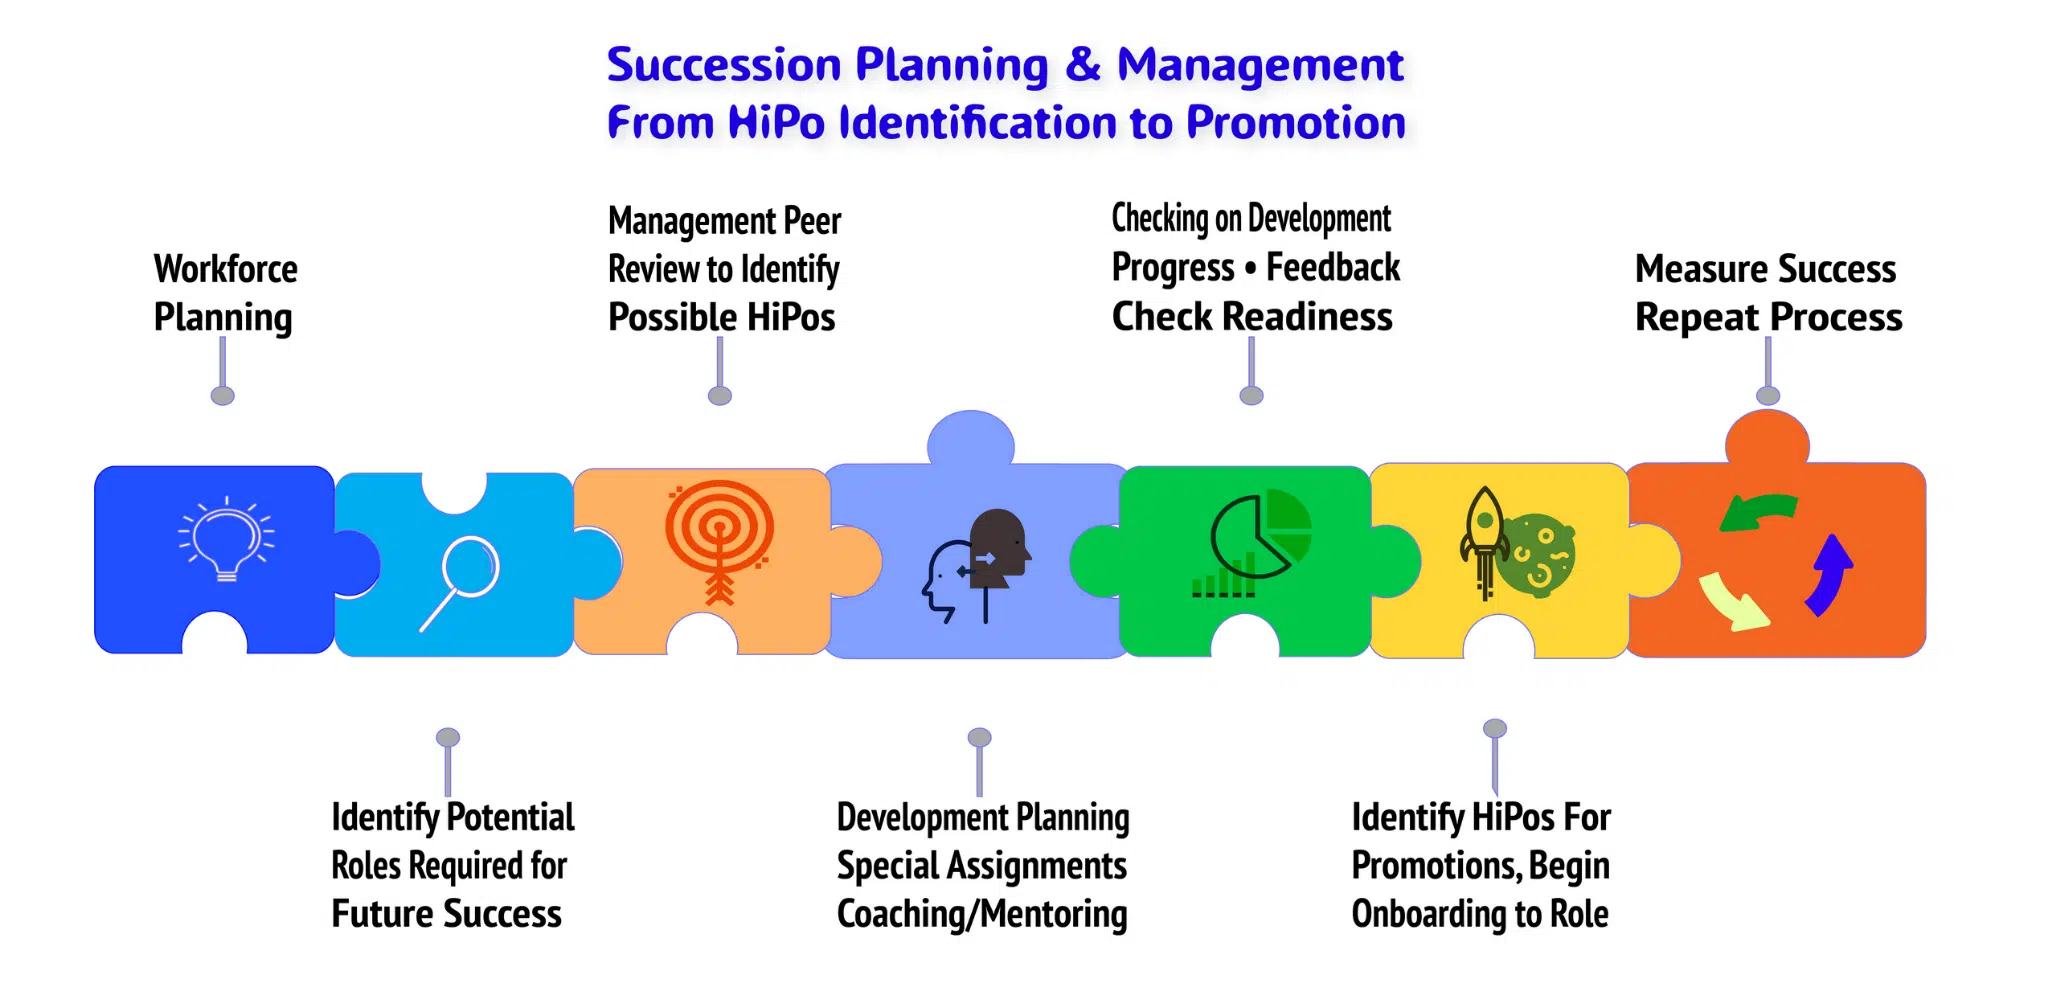 Succession Planning & Management
From HiPo Identification to Promotion
Workforce
Planning
Identify Potential
Roles Required for
Future Success
Management Peer
Review to Identify
Possible HiPos
Development Planning
Special Assignments
Coaching/Mentoring
Checking on Development
Progress • Feedback
Check Readiness
Identify HiPos For
Promotions, Begin
Onboarding to Role
Measure Success
Repeat Process